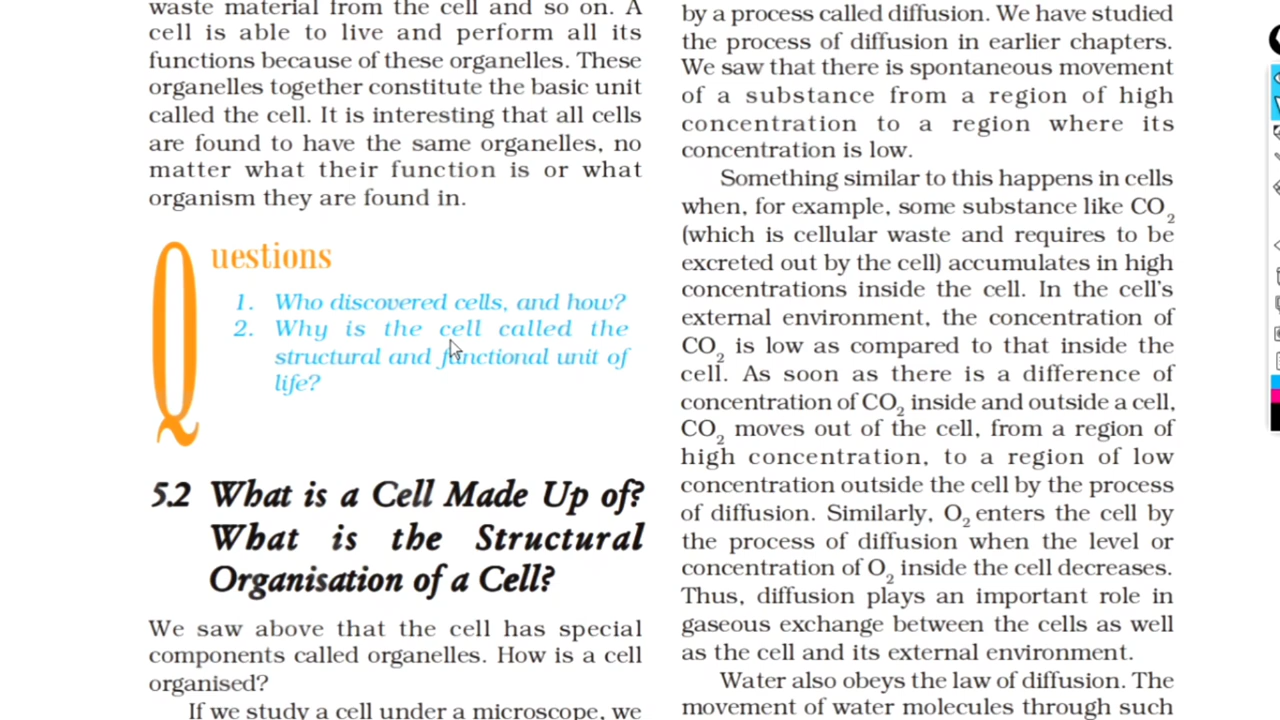 waste material from the cell and so on. A
cell is able to live and perform all its
functions because of these organelles. These
organelles together constitute the basic unit
called the cell. It is interesting that all cells
are found to have the same organelles, no
matter what their function is or what
organism they are found in.
Questions
1. Who discovered cells, and how?
2. Why is the cell called the
structural and functional unit of
life?
5.2 What is a Cell Made Up of?
What is the Structural
Organisation of a Cell?
We saw above that the cell has special
components called organelles. How is a cell
organised?
If we study a cell under a microscope, we
by a process called diffusion. We have studied
the process of diffusion in earlier chapters.
We saw that there is spontaneous movement
of a substance from a region of high
concentration to a region where its
concentration is low.
Something similar to this happens in cells
when, for example, some substance like CO₂
(which is cellular waste and requires to be
excreted out by the cell) accumulates in high
concentrations inside the cell. In the cell's
external environment, the concentration of
CO₂ is low as compared to that inside the
cell. As soon as there is a difference of
concentration of CO₂ inside and outside a cell,
CO₂ moves out of the cell, from a region of
high concentration, to a region of low
concentration outside the cell by the process
of diffusion. Similarly, O₂ enters the cell by
the process of diffusion when the level or
concentration of O₂ inside the cell decreases.
Thus, diffusion plays an important role in
gaseous exchange between the cells as well
as the cell and its external environment.
Water also obeys the law of diffusion. The
movement of water molecules through such